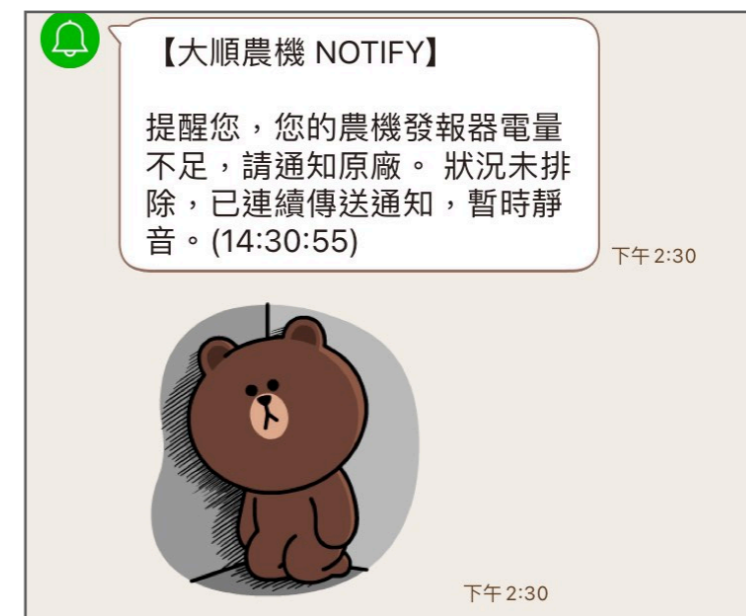 【大順農機 NOTIFY】
提醒您，您的農機發報器電量
不足，請通知原廠。 狀況未排
除，已連續傳送通知，暫時靜
音。(14:30:55)
下午 2:30
下午 2:30